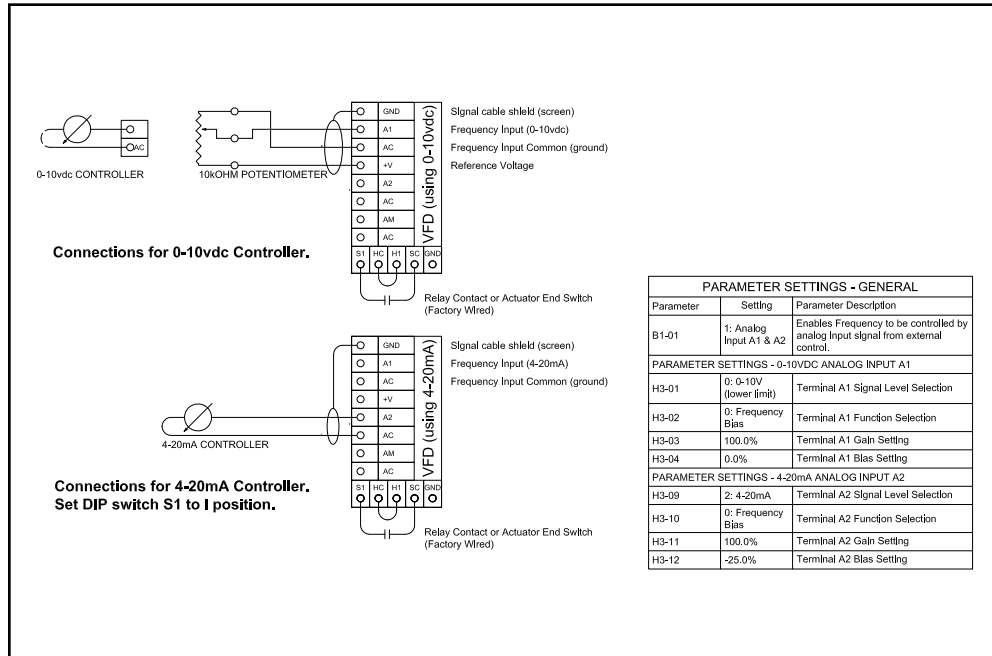 GND
A1
AC
+V
A2
AC
AM
AC
VFD (using 0-10vdc)
S1 HC H1 SC GND
Signal cable shield (screen)
Frequency Input (0-10vdc)
Frequency Input Common (ground)
Reference Voltage
AC
0-10vdc CONTROLLER
10kOHM POTENTIOMETER
Connections for 0-10vdc Controller.
Relay Contact or Actuator End Switch
(Factory Wired)
GND
A1
AC
+V
A2
AC
AM
AC
VFD (using 4-20mA)
S1 HC H1 SC GND
Signal cable shield (screen)
Frequency Input (4-20mA)
Frequency Input Common (ground)
4-20mA CONTROLLER
Connections for 4-20mA Controller.
Set DIP switch S1 to I position.
Relay Contact or Actuator End Switch
(Factory Wired)
PARAMETER SETTINGS - GENERAL
Parameter Setting Parameter Description
B1-01 1: Analog Input A1 & A2 Enables Frequency to be controlled by
analog input signal from external
control.
PARAMETER SETTINGS - 0-10VDC ANALOG INPUT A1
H3-01 0: 0-10V (lower limit) Terminal A1 Signal Level Selection
H3-02 0: Frequency Bias Terminal A1 Function Selection
H3-03 100.0% Terminal A1 Gain Setting
H3-04 0.0% Terminal A1 Bias Setting
PARAMETER SETTINGS - 4-20mA ANALOG INPUT A2
H3-09 2: 4-20mA Terminal A2 Signal Level Selection
H3-10 0: Frequency Bias Terminal A2 Function Selection
H3-11 100.0% Terminal A2 Gain Setting
H3-12 -25.0% Terminal A2 Bias Setting